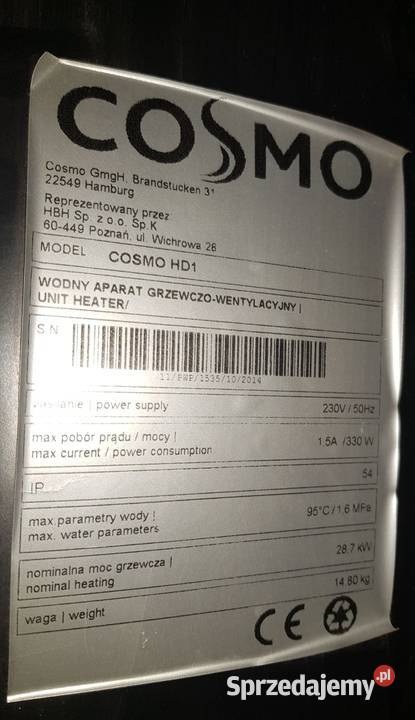 COSMO
Cosmo GmgH, Brandstucken 31
22549 Hamburg
Reprezentowany przez
HBH Sp. z o.o. Sp.K
60-449 Poznań, ul. Wichrowa 28
MODEL COSMO HD1
WODNY APARAT GRZEWCZO-WENTYLACYJNY |
UNIT HEATER/
S.N
11/PWP/1535/10/2014
zasilanie | power supply 230V / 50Hz
max pobór prądu / mocy | 1.5A /330 W
max current / power consumption
IP 54
max.parametry wody | 95°C / 1.6 MPa
max. water parameters
nominalna moc grzewcza | 28.7 kW
nominal heating
14.80 kg
waga | weight
CE
Sprzedajemy.pl